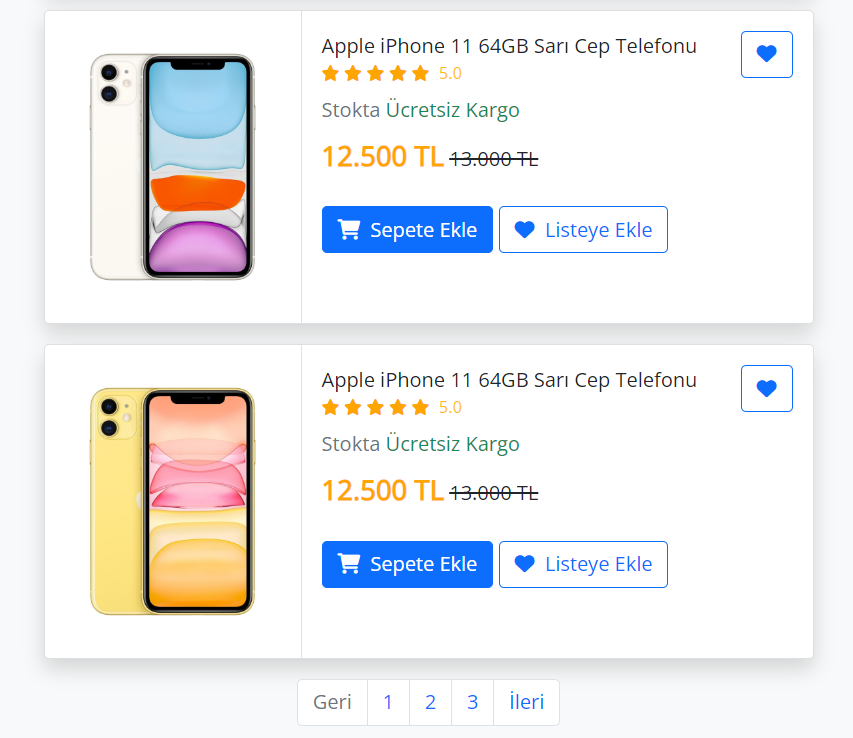 Apple iPhone 11 64GB Sarı Cep Telefonu
5.0
Stokta Ücretsiz Kargo
12.500 TL 13.000 TL
Sepete Ekle Listeye Ekle
Apple iPhone 11 64GB Sarı Cep Telefonu
5.0
Stokta Ücretsiz Kargo
12.500 TL 13.000 TL
Sepete Ekle Listeye Ekle
Geri 1 2 3 İleri